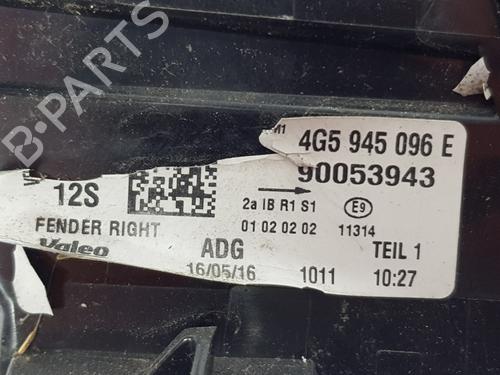 4G5 945 096 E
90053943
12S
2a IB R1 S1
E9
FENDER RIGHT
01 02 02 02
11314
Valeo
ADG
TEIL 1
16/05/16
1011
10:27
B-PARTS